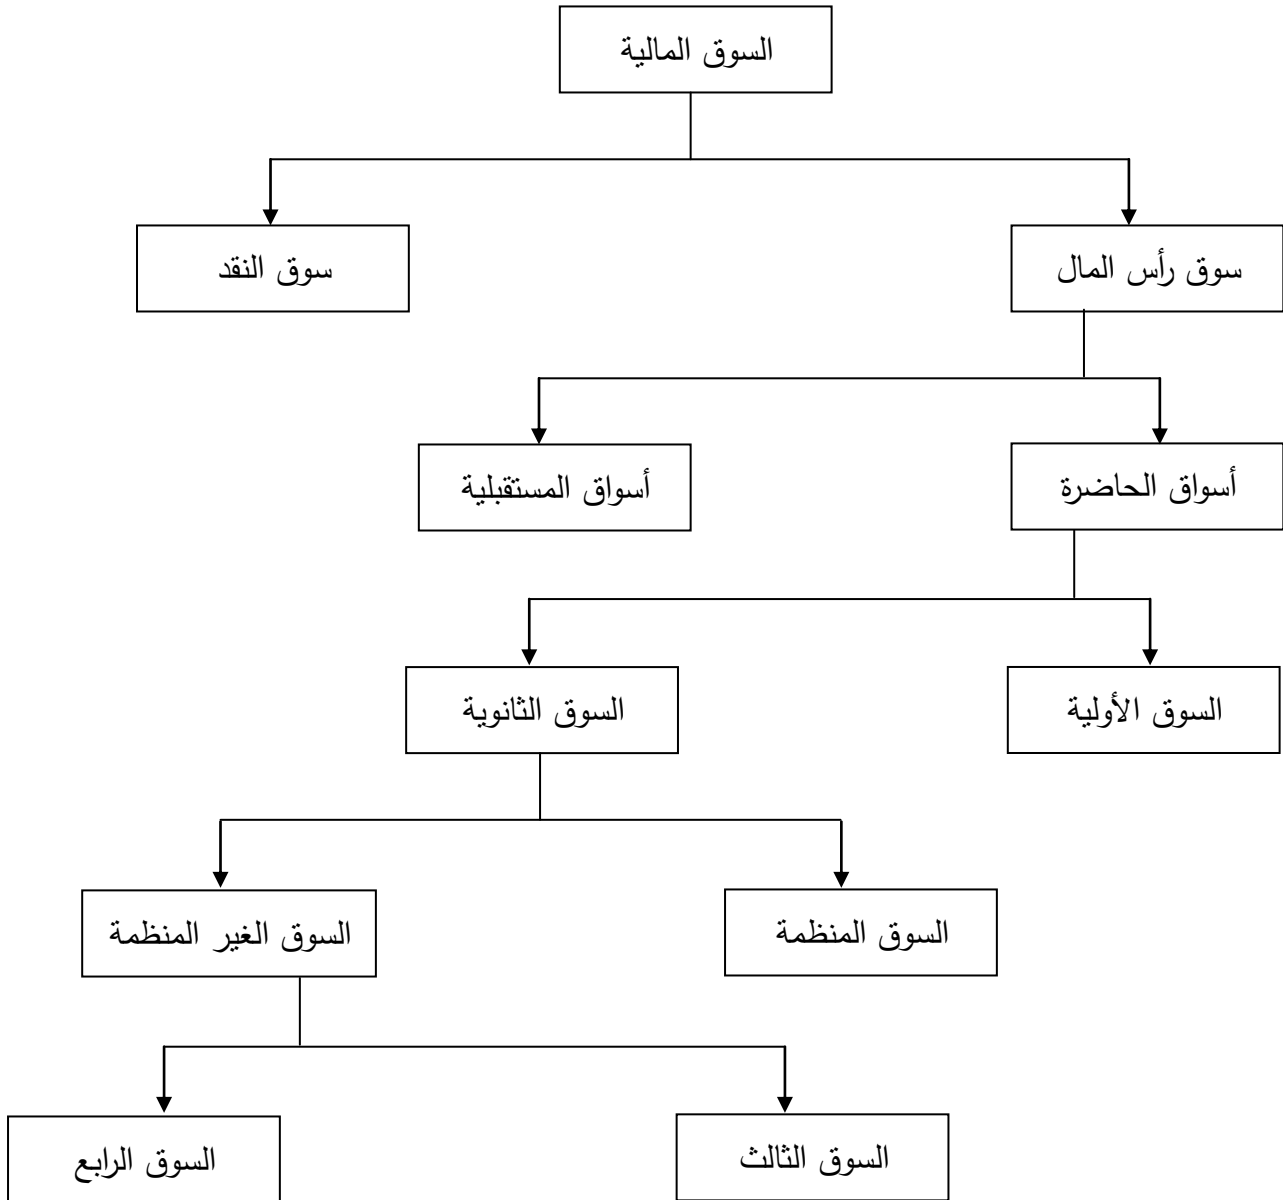 السوق المالية
سوق رأس المال
سوق النقد
أسواق الحاضرة
أسواق المستقبلية
السوق الأولية
السوق الثانوية
السوق المنظمة
السوق الغير المنظمة
السوق الثالث
السوق الرابع